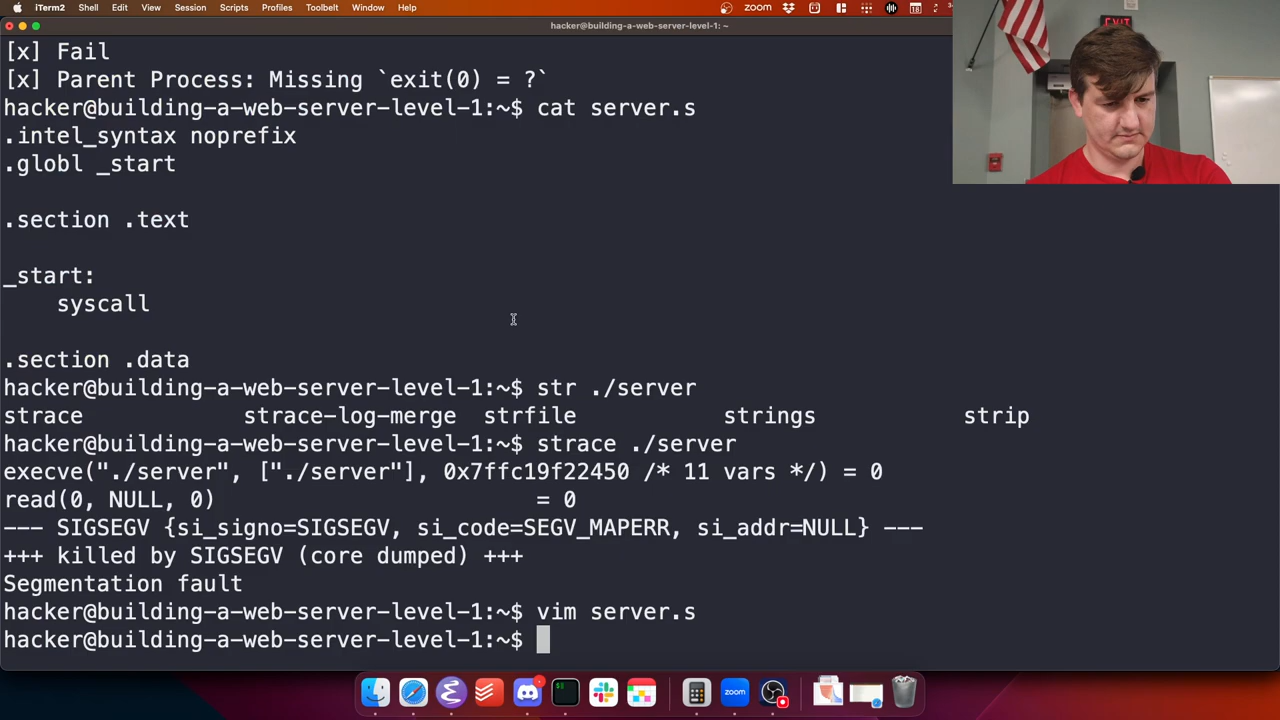 iTerm2 Shell Edit View Session Scripts Profiles Toolbelt Window Help zoom
hacker@building-a-web-server-level-1: ~
EXIT
[x] Fail
[x] Parent Process: Missing `exit(0) = ?`
hacker@building-a-web-server-level-1:~$ cat server.s
.intel_syntax noprefix
.globl _start
.section .text
_start:
syscall
.section .data
hacker@building-a-web-server-level-1:~$ str ./server
strace strace-log-merge strfile strings strip
hacker@building-a-web-server-level-1:~$ strace ./server
execve("./server", ["./server"], 0x7ffc19f22450 /* 11 vars */) = 0
read(0, NULL, 0) = 0
--- SIGSEGV {si_signo=SIGSEGV, si_code=SEGV_MAPERR, si_addr=NULL} ---
+++ killed by SIGSEGV (core dumped) +++
Segmentation fault
hacker@building-a-web-server-level-1:~$ vim server.s
hacker@building-a-web-server-level-1:~$
zoom